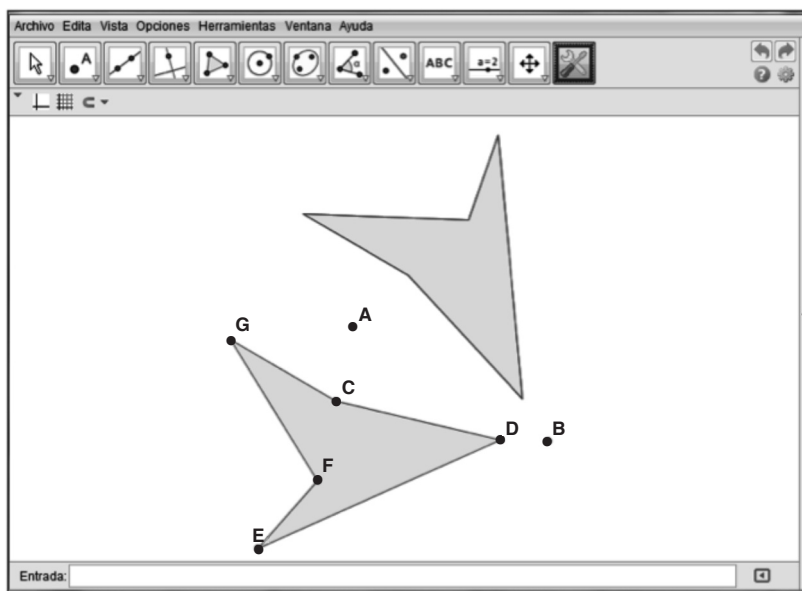 Archivo Edita Vista Opciones Herramientas Ventana Ayuda
A α ABC a=2
A
G
C
D B
F
E
Entrada: